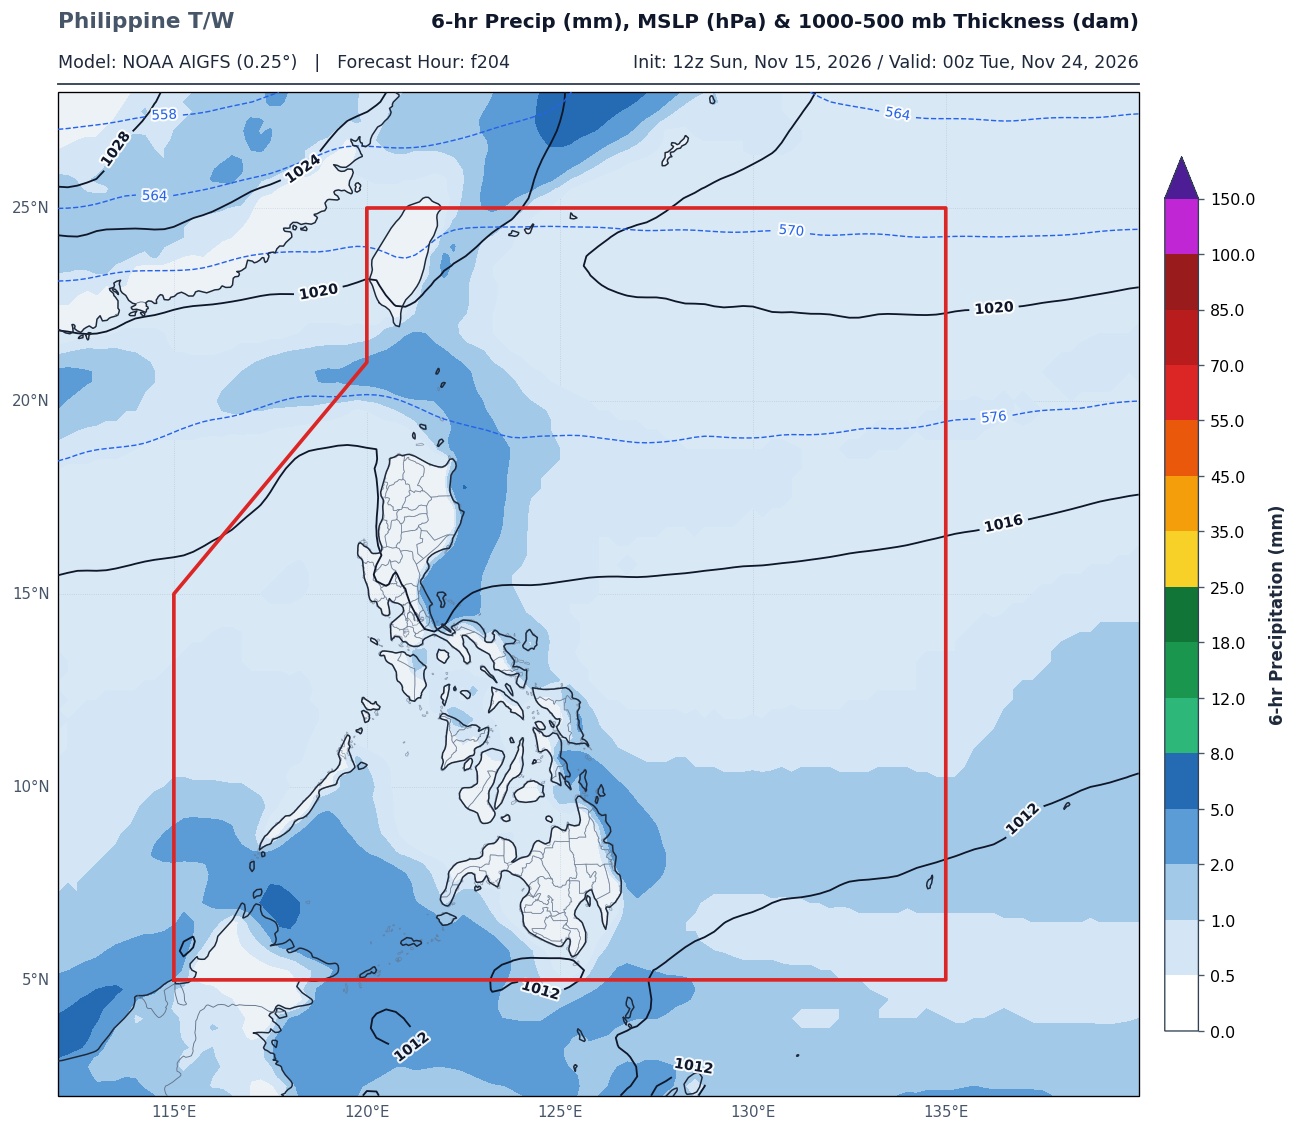 Philippine T/W
6-hr Precip (mm), MSLP (hPa) & 1000-500 mb Thickness (dam)
Model: NOAA AIGFS (0.25°)   |   Forecast Hour: f204
Init: 12z Sun, Nov 15, 2026 / Valid: 00z Tue, Nov 24, 2026
558
564
1028
1024
564
25°N
570
1020
1020
150.0
100.0
85.0
70.0
55.0
45.0
35.0
25.0
18.0
12.0
8.0
5.0
2.0
1.0
0.5
0.0
6-hr Precipitation (mm)
20°N
576
1016
15°N
10°N
1012
5°N
1012
1012
1012
115°E
120°E
125°E
130°E
135°E